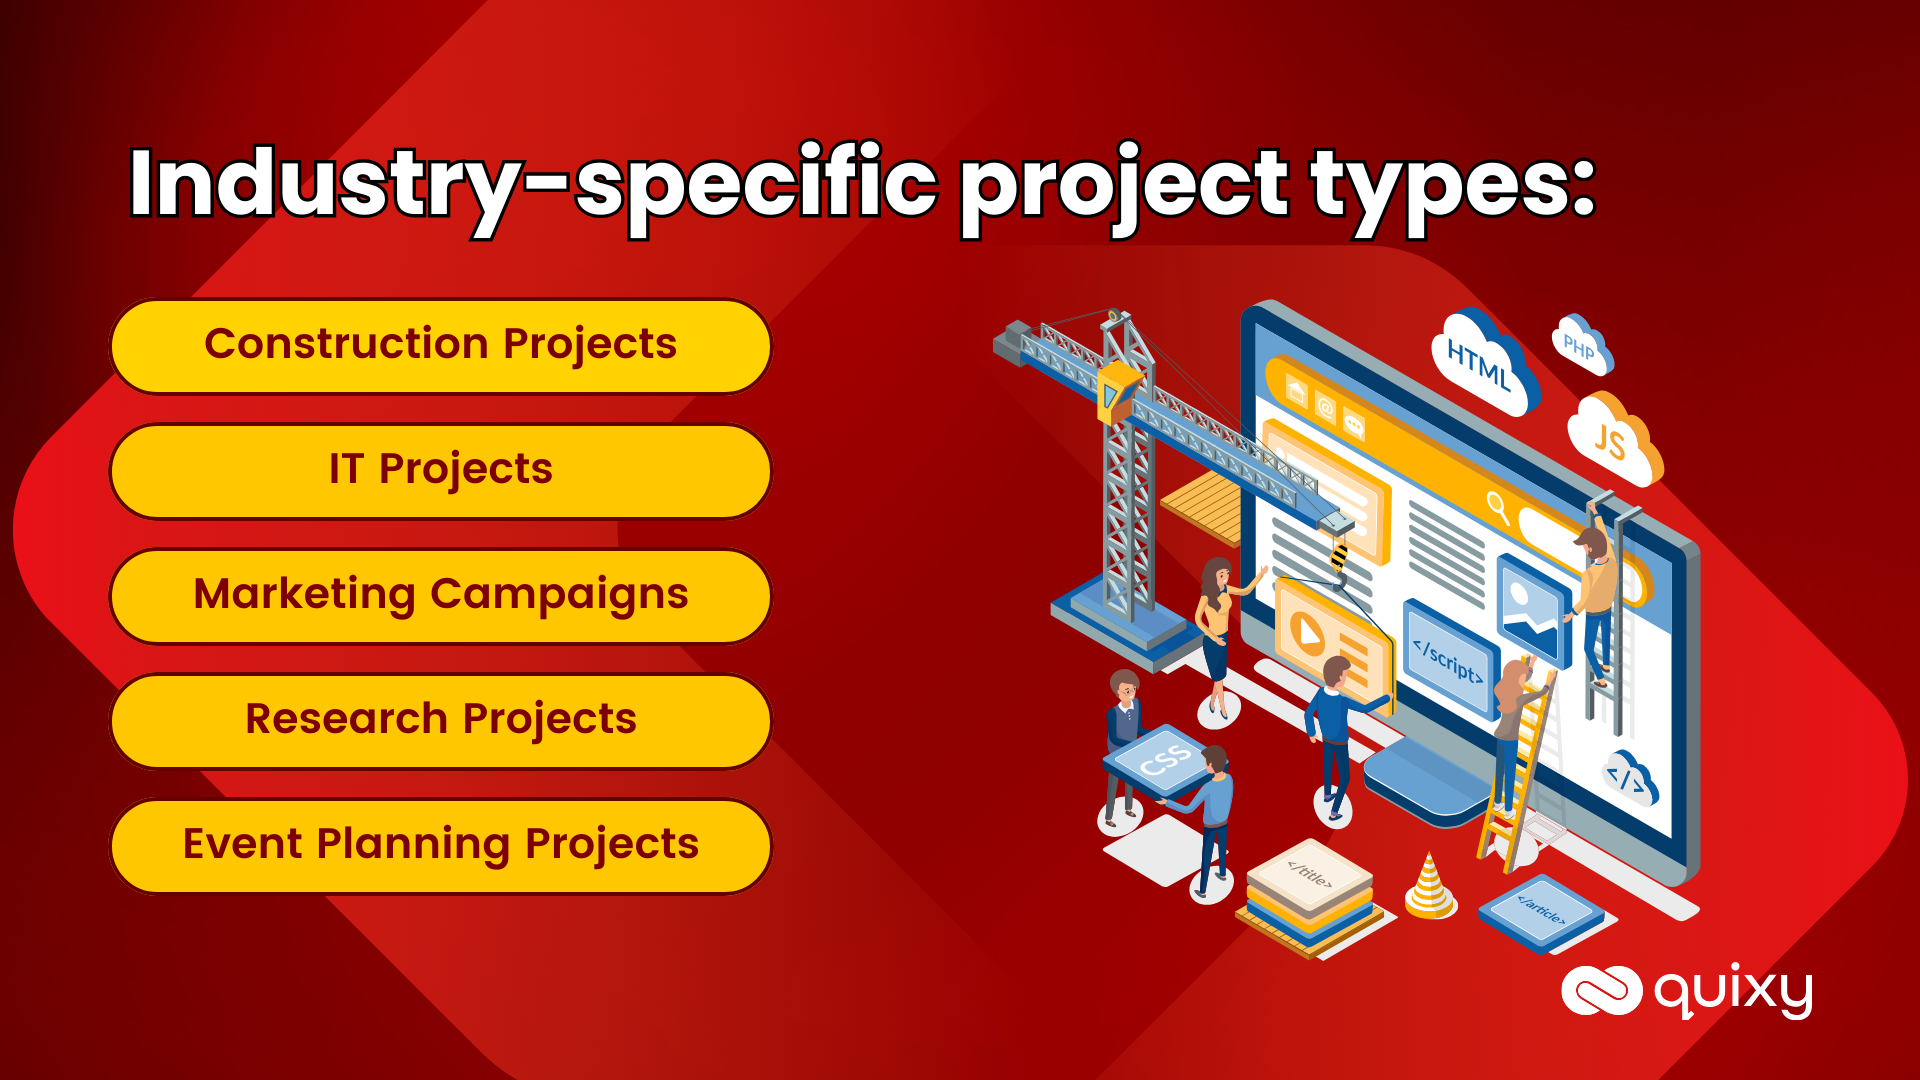 Industry-specific project types:
Construction Projects
IT Projects
Marketing Campaigns
Research Projects
Event Planning Projects
HTML
PHP
JS
@
</script>
CSS
</>
</title>
</article>
quixy